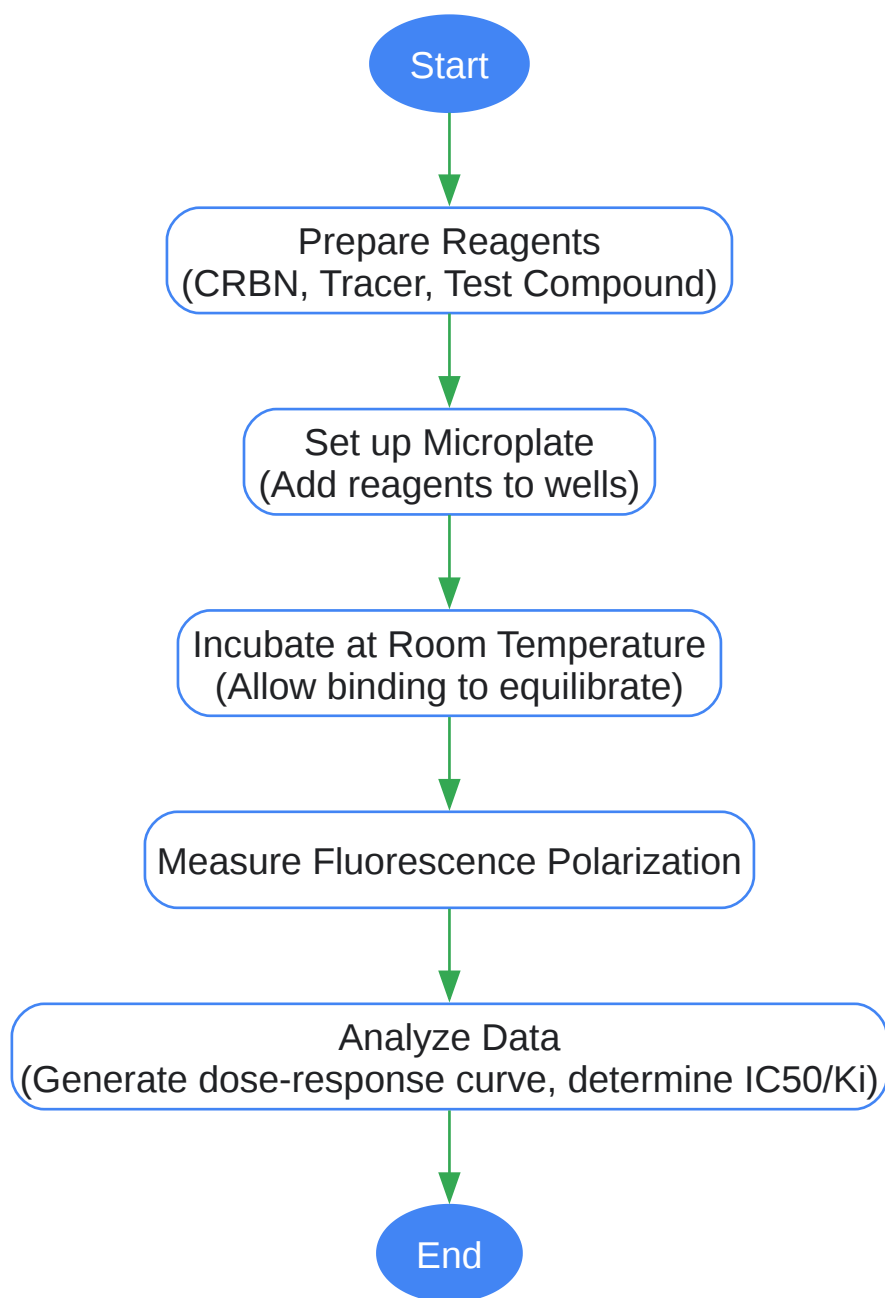 Start
Prepare Reagents
(CRBN, Tracer, Test Compound)
Set up Microplate
(Add reagents to wells)
Incubate at Room Temperature
(Allow binding to equilibrate)
Measure Fluorescence Polarization
Analyze Data
(Generate dose-response curve, determine IC50/Ki)
End